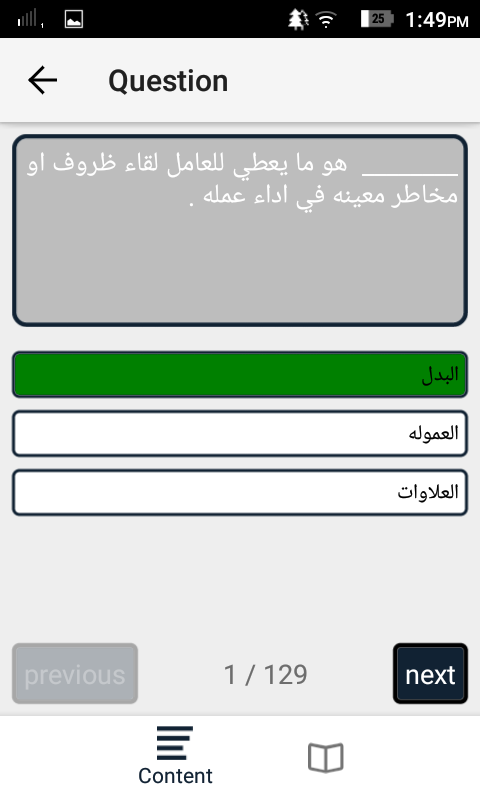 25 1:49PM
Question
________ هو ما يعطي للعامل لقاء ظروف او
مخاطر معينه في اداء عمله .
البدل
العموله
العلاوات
previous 1 / 129 next
Content